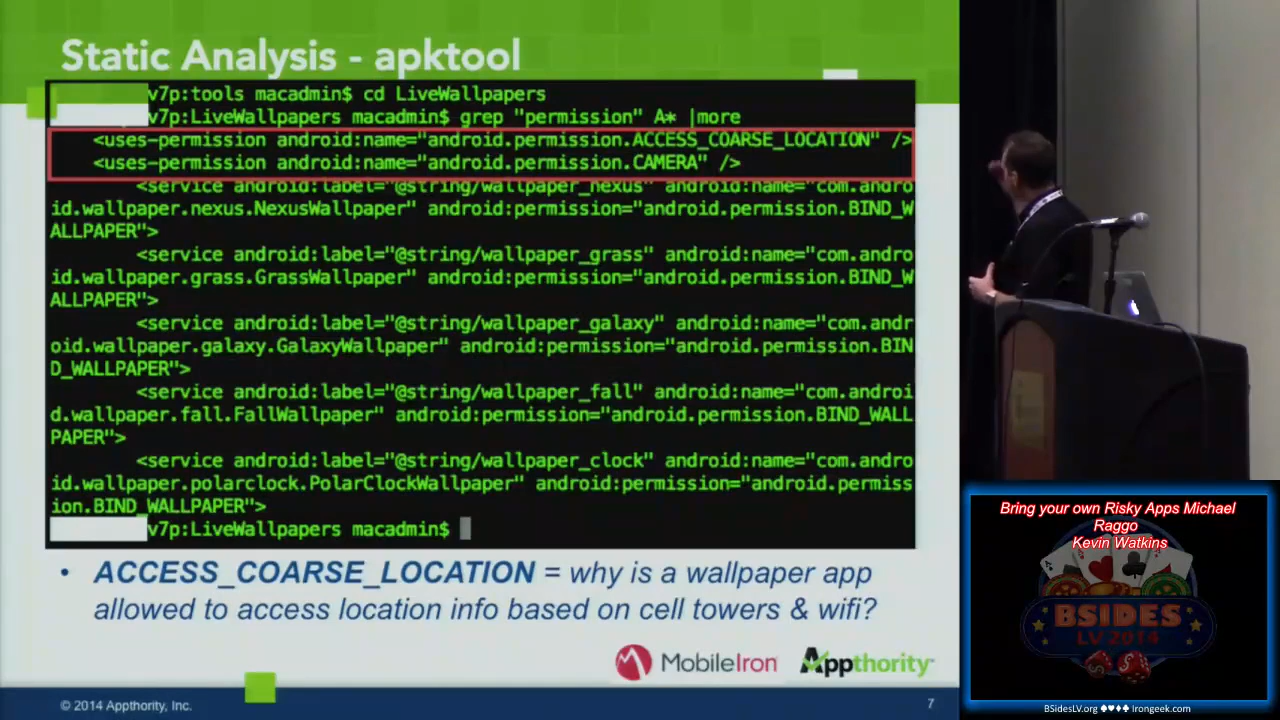 Static Analysis - apktool
v7p:tools macadmin$ cd LiveWallpapers
v7p:LiveWallpapers macadmin$ grep "permission" A* |more
<uses-permission android:name="android.permission.ACCESS_COARSE_LOCATION" />
<uses-permission android:name="android.permission.CAMERA" />
<service android:label="@string/wallpaper_nexus" android:name="com.andro
id.wallpaper.nexus.NexusWallpaper" android:permission="android.permission.BIND_W
ALLPAPER">
<service android:label="@string/wallpaper_grass" android:name="com.andro
id.wallpaper.grass.GrassWallpaper" android:permission="android.permission.BIND_W
ALLPAPER">
<service android:label="@string/wallpaper_galaxy" android:name="com.andr
oid.wallpaper.galaxy.GalaxyWallpaper" android:permission="android.permission.BIN
D_WALLPAPER">
<service android:label="@string/wallpaper_fall" android:name="com.androi
d.wallpaper.fall.FallWallpaper" android:permission="android.permission.BIND_WALL
PAPER">
<service android:label="@string/wallpaper_clock" android:name="com.andro
id.wallpaper.polarclock.PolarClockWallpaper" android:permission="android.permiss
ion.BIND_WALLPAPER">
v7p:LiveWallpapers macadmin$
• ACCESS_COARSE_LOCATION = why is a wallpaper app
allowed to access location info based on cell towers & wifi?
MobileIron
Appthority
© 2014 Appthority, Inc.
7
Bring your own Risky Apps Michael
Raggo
Kevin Watkins
BSIDES
LV 2014
BSidesLV.org ♠♥♦♣ Irongeek.com